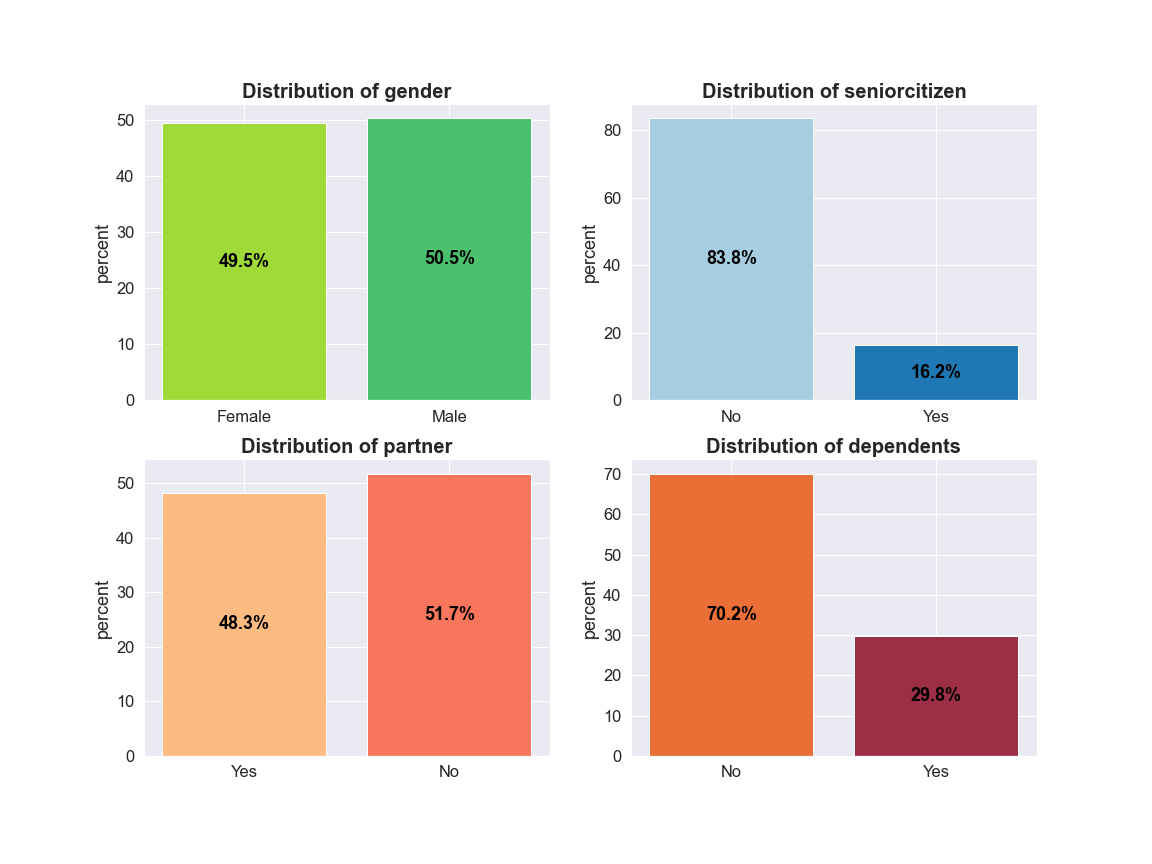 Distribution of gender
percent
50
40
30
20
10
0
49.5%
50.5%
Female
Male
Distribution of seniorcitizen
percent
80
60
40
20
0
83.8%
16.2%
No
Yes
Distribution of partner
percent
50
40
30
20
10
0
48.3%
51.7%
Yes
No
Distribution of dependents
percent
70
60
50
40
30
20
10
0
70.2%
29.8%
No
Yes